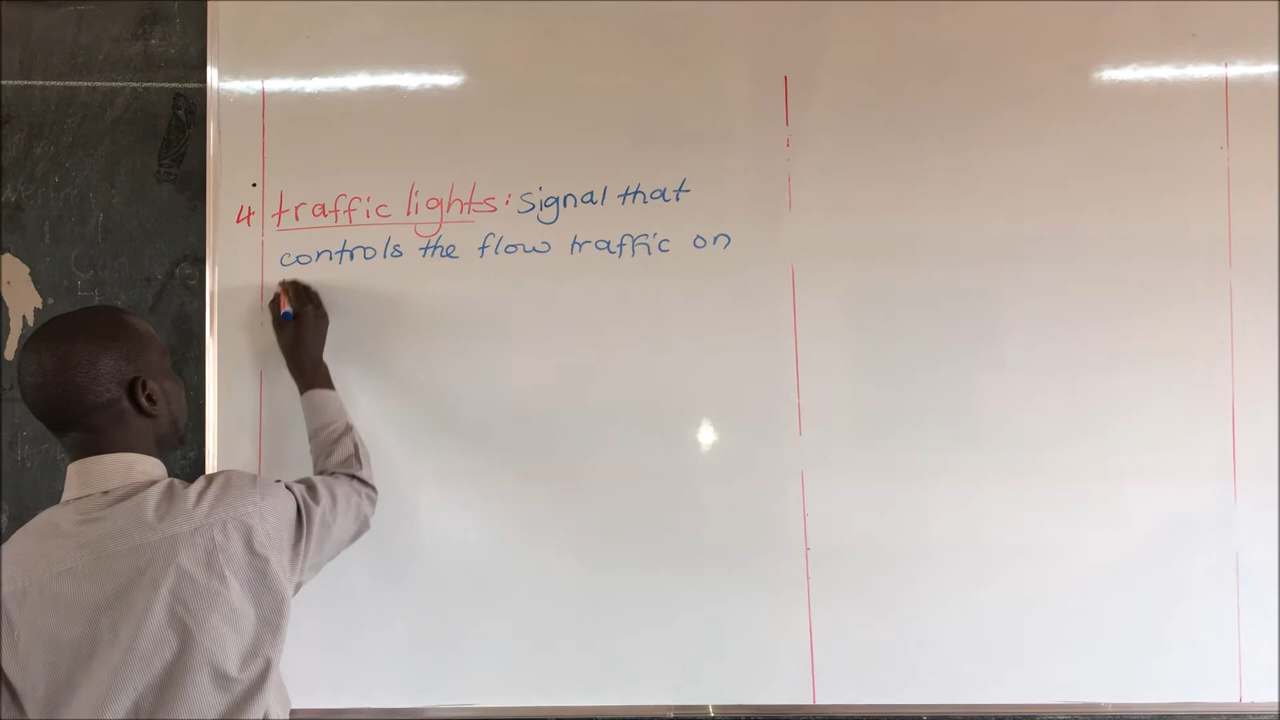 4 traffic lights: signal that
controls the flow traffic on